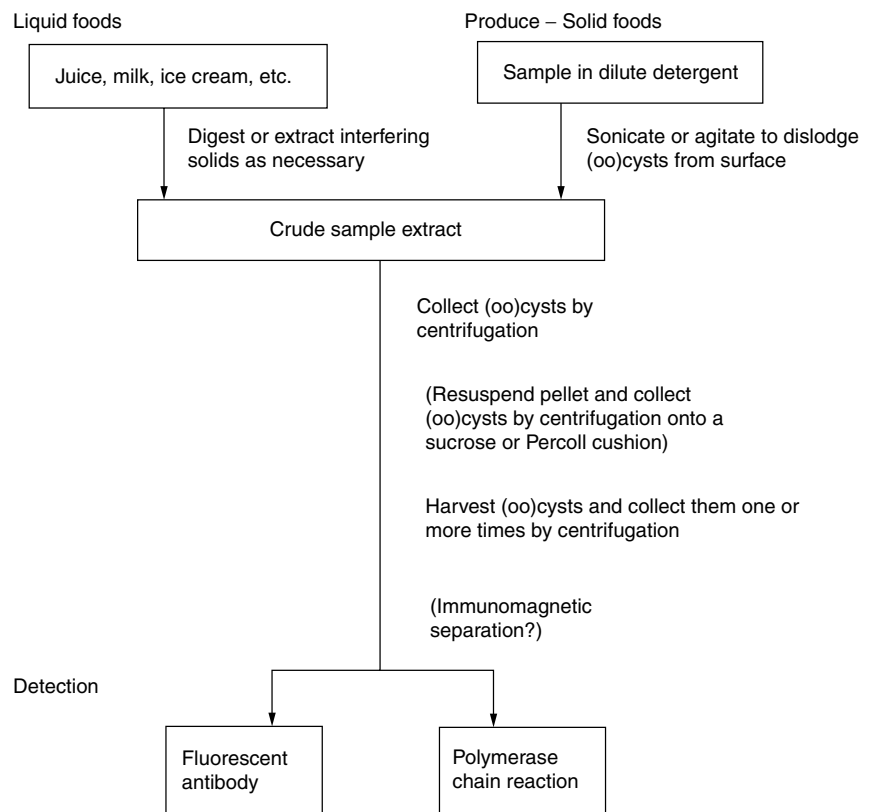 Liquid foods
Juice, milk, ice cream, etc.
Digest or extract interfering
solids as necessary
Produce – Solid foods
Sample in dilute detergent
Sonicate or agitate to dislodge
(oo)cysts from surface
Crude sample extract
Collect (oo)cysts by
centrifugation
(Resuspend pellet and collect
(oo)cysts by centrifugation onto a
sucrose or Percoll cushion)
Harvest (oo)cysts and collect them one or
more times by centrifugation
(Immunomagnetic
separation?)
Detection
Fluorescent
antibody
Polymerase
chain reaction